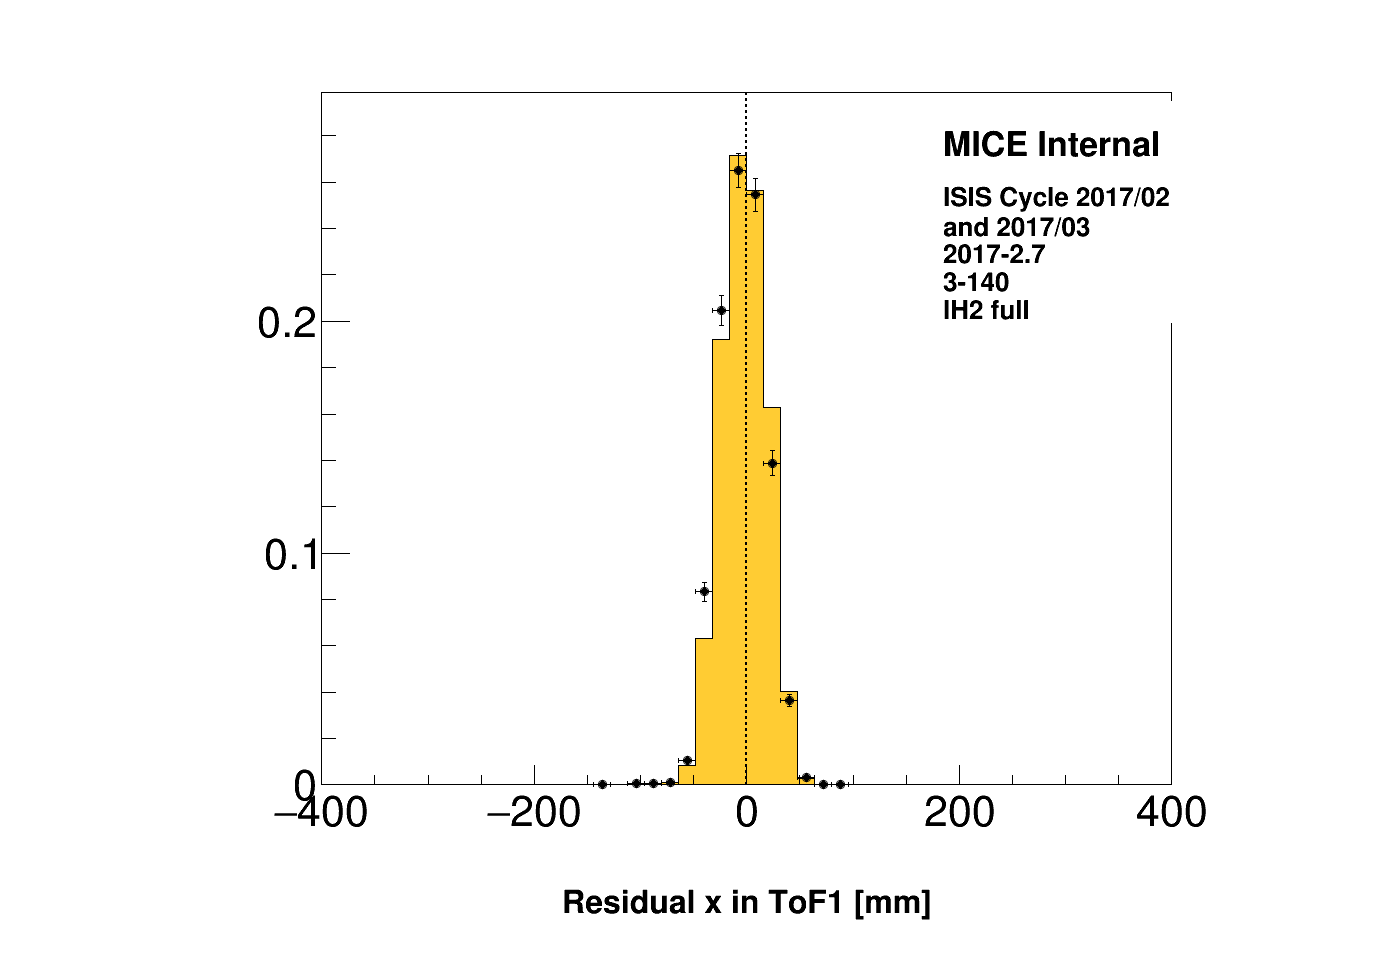 MICE Internal
ISIS Cycle 2017/02
and 2017/03
2017-2.7
3-140
IH2 full
0.2
0.1
0
−400 −200 0 200 400
Residual x in ToF1 [mm]